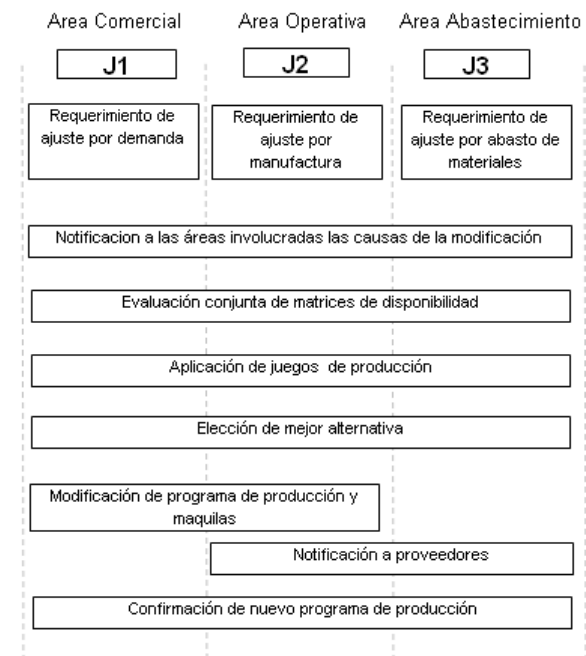 Area Comercial
Area Operativa
Area Abastecimiento
J1
J2
J3
Requerimiento de
ajuste por demanda
Requerimiento de
ajuste por
manufactura
Requerimiento de
ajuste por abasto de
materiales
Notificacion a las áreas involucradas las causas de la modificación
Evaluación conjunta de matrices de disponibilidad
Aplicación de juegos de producción
Elección de mejor alternativa
Modificación de programa de producción y
maquilas
Notificación a proveedores
Confirmación de nuevo programa de producción